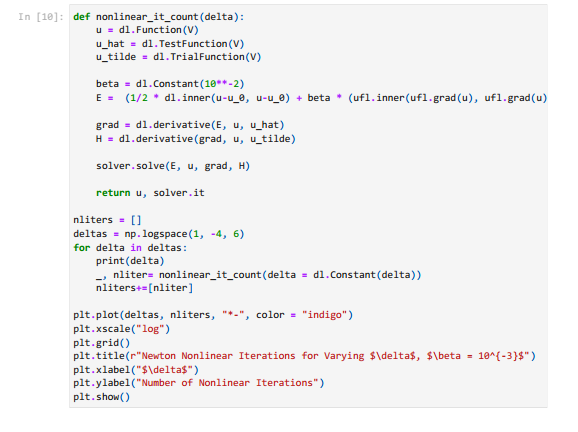 In [10]: def nonlinear_it_count(delta):
    u = dl.Function(V)
    u_hat = dl.TestFunction(V)
    u_tilde = dl.TrialFunction(V)
    beta = dl.Constant(10**-2)
    E =  (1/2 * dl.inner(u-u_0, u-u_0) + beta * (ufl.inner(ufl.grad(u), ufl.grad(u)
    grad = dl.derivative(E, u, u_hat)
    H = dl.derivative(grad, u, u_tilde)
    solver.solve(E, u, grad, H)
    return u, solver.it
nliters = []
deltas = np.logspace(1, -4, 6)
for delta in deltas:
    print(delta)
    _, nliter= nonlinear_it_count(delta = dl.Constant(delta))
    nliters+=[nliter]
plt.plot(deltas, nliters, "*-", color = "indigo")
plt.xscale("log")
plt.grid()
plt.title(r"Newton Nonlinear Iterations for Varying $\delta$, $\beta = 10^{-3}$")
plt.xlabel("$\delta$")
plt.ylabel("Number of Nonlinear Iterations")
plt.show()